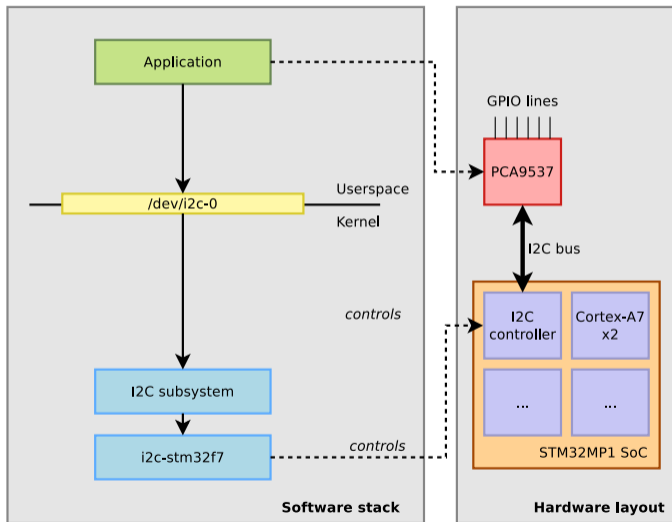 Application
/dev/i2c-0
Userspace
Kernel
controls
I2C subsystem
i2c-stm32f7
controls
Software stack
GPIO lines
PCA9537
I2C bus
I2C
controller
Cortex-A7
x2
...
...
STM32MP1 SoC
Hardware layout